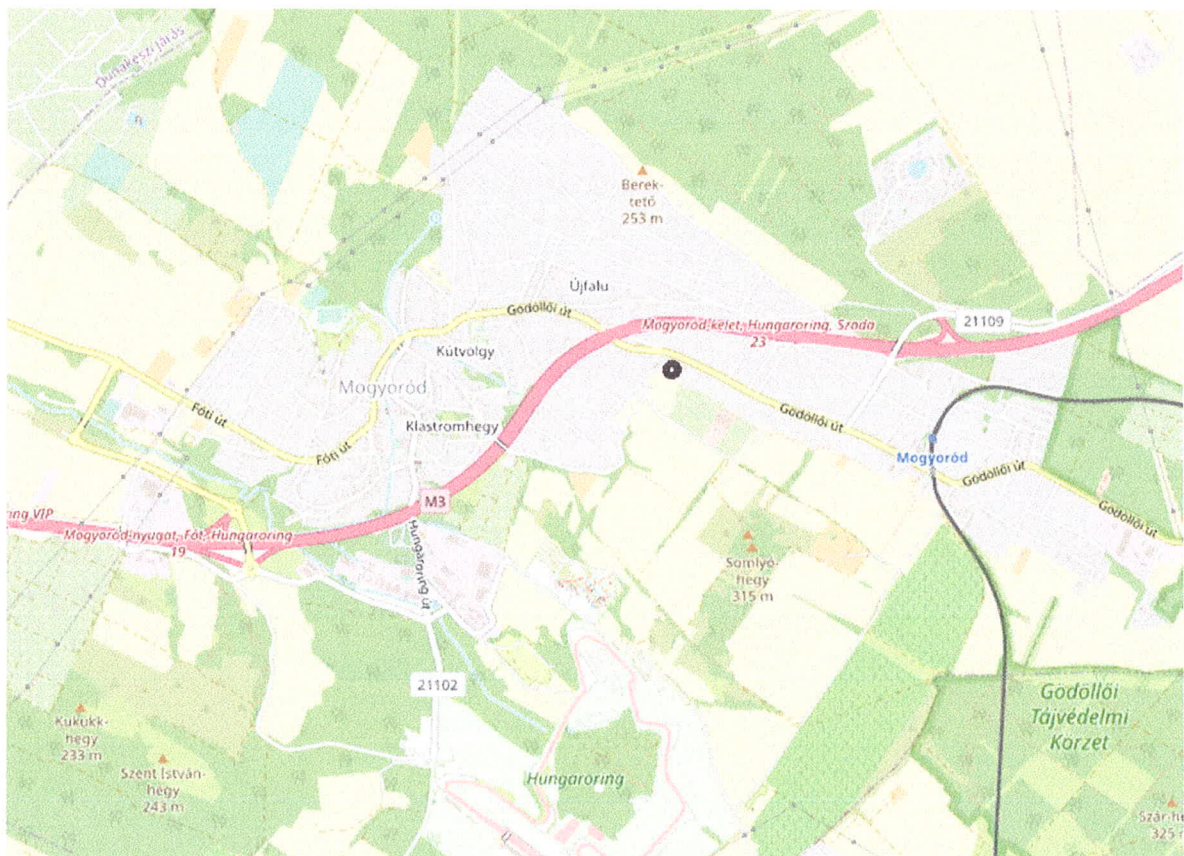 Dunakeszi járás
Berek-
tető
253 m
Újfalu
Gödöllői út
Mogyoród-kelet, Hungaroring, Szada
23
21109
Kútvölgy
Mogyoród
Fóti út
Klastromhegy
Fóti út
Gödöllői út
Mogyoród
Gödöllői út
Gödöllői út
M3
ing VIP
Mogyoród-nyugat, Fót, Hungaroring
19
Hungaroring út
Somlyó-
hegy
315 m
21102
Gödöllői
Tájvédelmi
Körzet
Kukukk-
hegy
233 m
Szent István-
hegy
243 m
Hungaroring
Szár-he
325 m